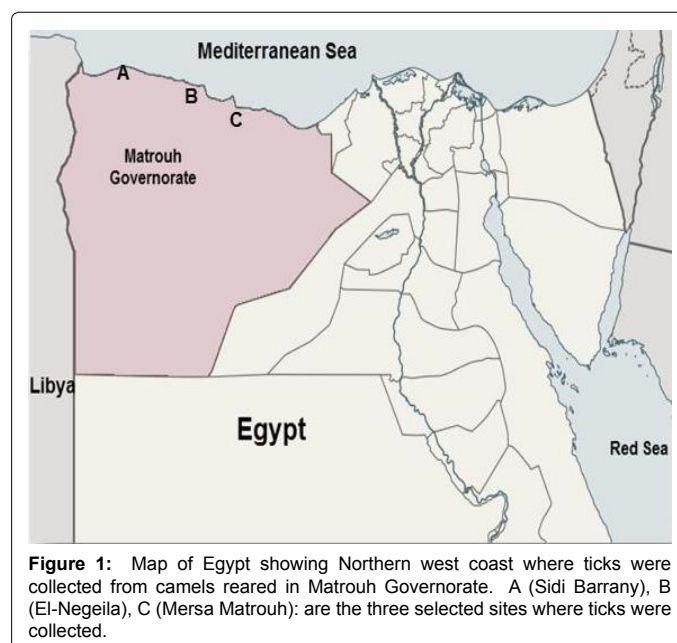 Mediterranean Sea
A
B
C
Matrouh
Governorate
Libya
Egypt
Red Sea
Figure 1: Map of Egypt showing Northern west coast where ticks were
collected from camels reared in Matrouh Governorate. A (Sidi Barrany), B
(El-Negeila), C (Mersa Matrouh): are the three selected sites where ticks were
collected.